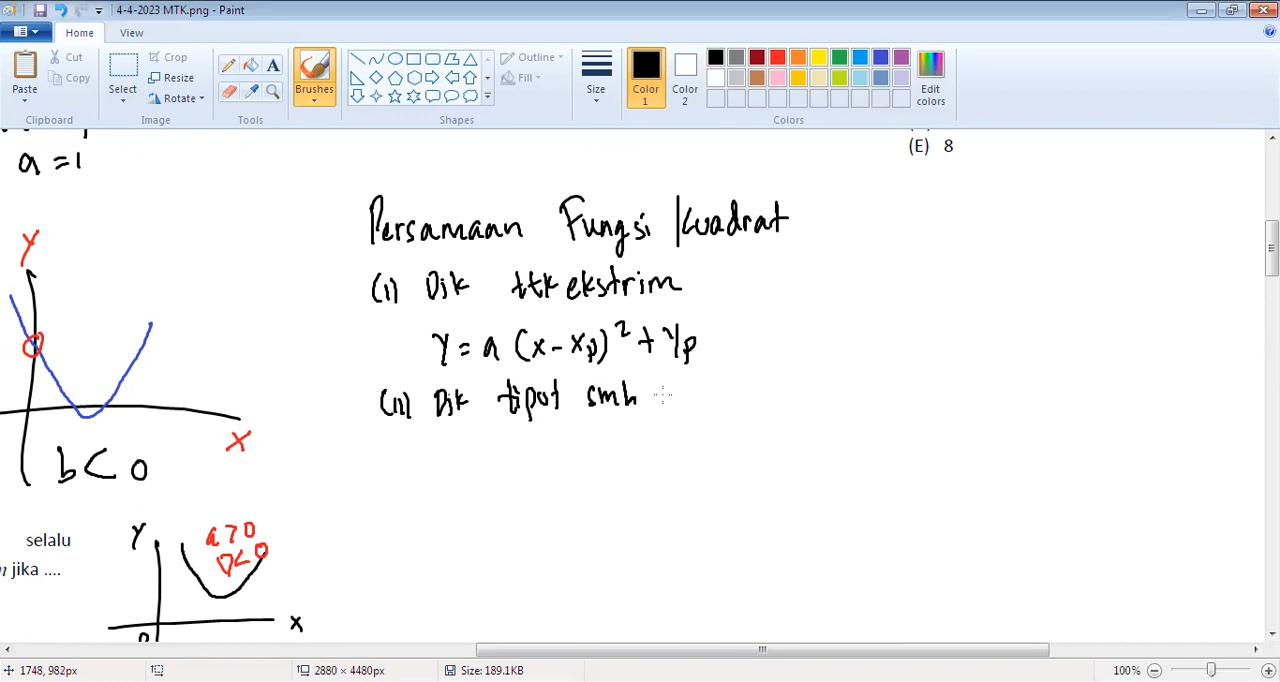 4-4-2023 MTK.png - Paint
Home View
Cut
Copy
Paste
Clipboard
Select
Crop
Resize
Rotate
Image
Tools
Brushes
Shapes
Outline
Fill
Size
Color 1
Color 2
Edit colors
Colors
a = 1
(E) 8
Persamaan Fungsi Kuadrat
(i) Dik ttk ekstrim
Y = a (x - xp)² + Yp
(ii) Dik tipot smb
Y
X
b < 0
selalu
jika ....
Y
a > 0
D < 0
X
0
1748, 982px
2880 × 4480px
Size: 189.1KB
100%